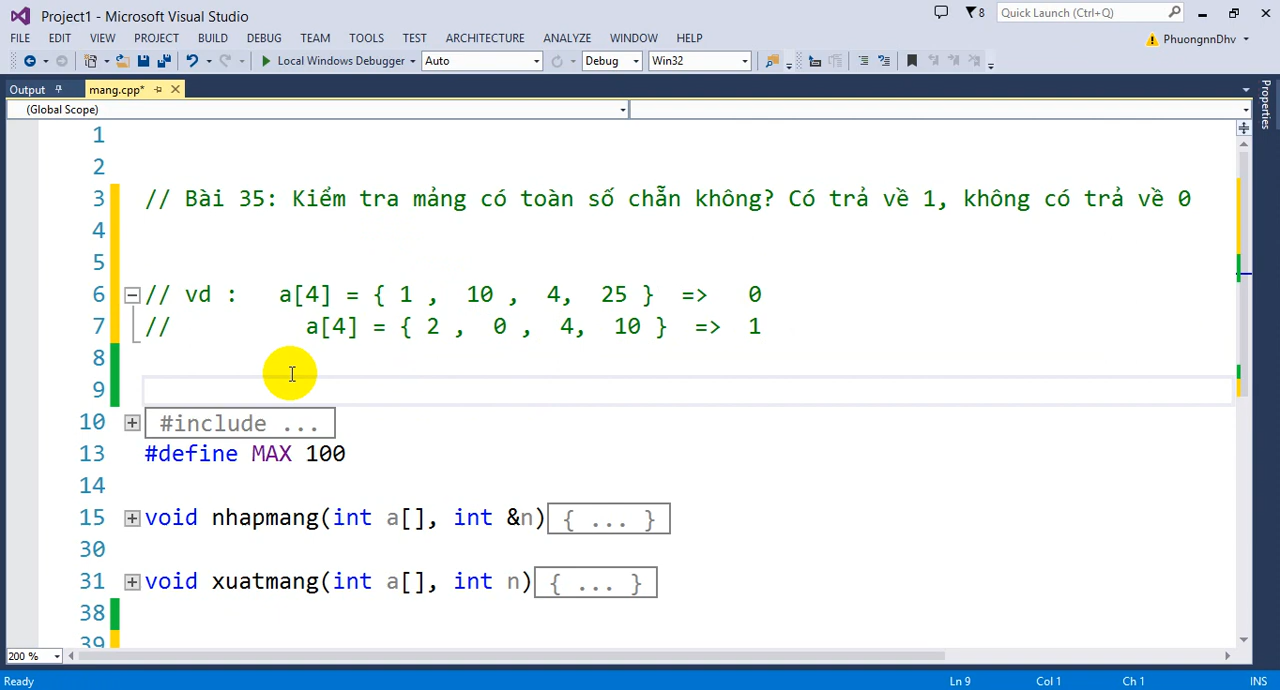 Project1 - Microsoft Visual Studio
8
Quick Launch (Ctrl+Q)
FILE EDIT VIEW PROJECT BUILD DEBUG TEAM TOOLS TEST ARCHITECTURE ANALYZE WINDOW HELP
PhuongnnDhv
Local Windows Debugger Auto Debug Win32
Output mang.cpp*
Properties
(Global Scope)
1
2
3 // Bài 35: Kiểm tra mảng có toàn số chẵn không? Có trả về 1, không có trả về 0
4
5
6 // vd : a[4] = { 1 , 10 , 4, 25 } => 0
7 // a[4] = { 2 , 0 , 4, 10 } => 1
8
9
10 #include ...
13 #define MAX 100
14
15 void nhapmang(int a[], int &n){ ... }
30
31 void xuatmang(int a[], int n){ ... }
38
39
200 %
Ready Ln 9 Col 1 Ch 1 INS